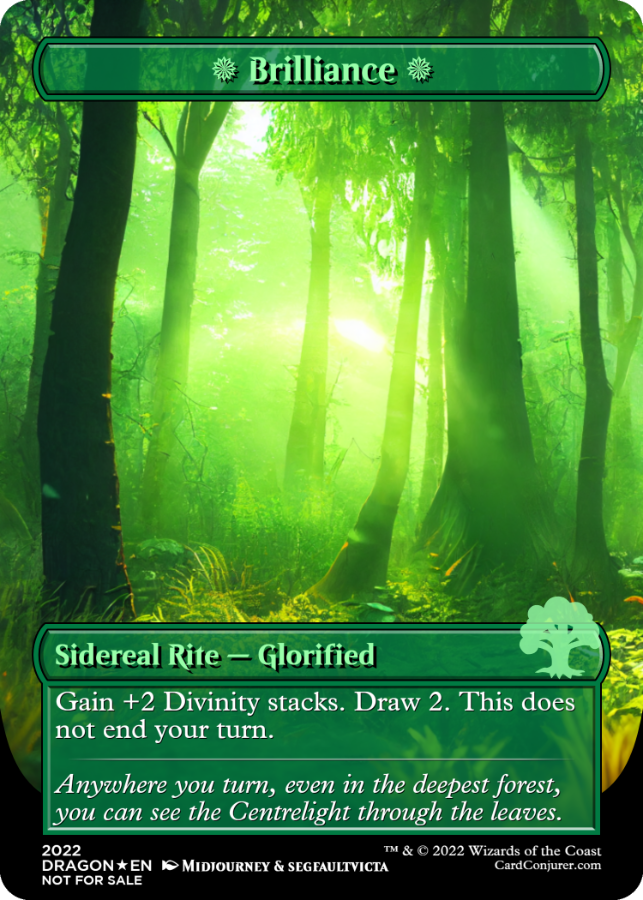 Brilliance
Sidereal Rite — Glorified
Gain +2 Divinity stacks. Draw 2. This does
not end your turn.
Anywhere you turn, even in the deepest forest,
you can see the Centrelight through the leaves.
2022
DRAGON★EN Midjourney & segfaultvicta
NOT FOR SALE
™ & © 2022 Wizards of the Coast
CardConjurer.com